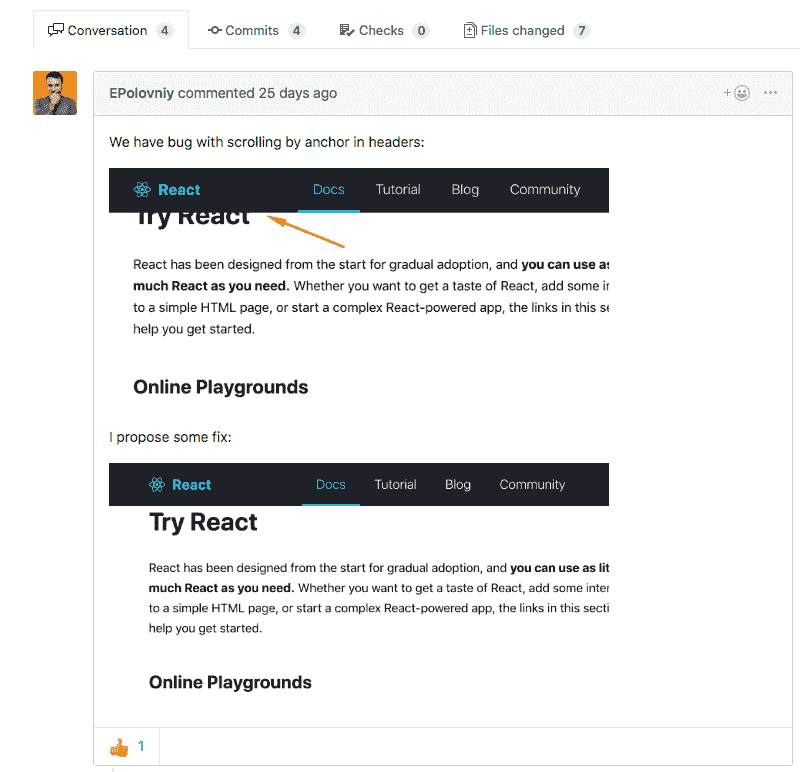 Conversation 4 Commits 4 Checks 0 Files changed 7
EPolovniy commented 25 days ago
We have bug with scrolling by anchor in headers:
React Docs Tutorial Blog Community
Try React
React has been designed from the start for gradual adoption, and you can use as
much React as you need. Whether you want to get a taste of React, add some
to a simple HTML page, or start a complex React-powered app, the links in this
help you get started.
Online Playgrounds
I propose some fix:
React Docs Tutorial Blog Community
Try React
React has been designed from the start for gradual adoption, and you can use as lit
much React as you need. Whether you want to get a taste of React, add some inter
to a simple HTML page, or start a complex React-powered app, the links in this secti
help you get started.
Online Playgrounds
1